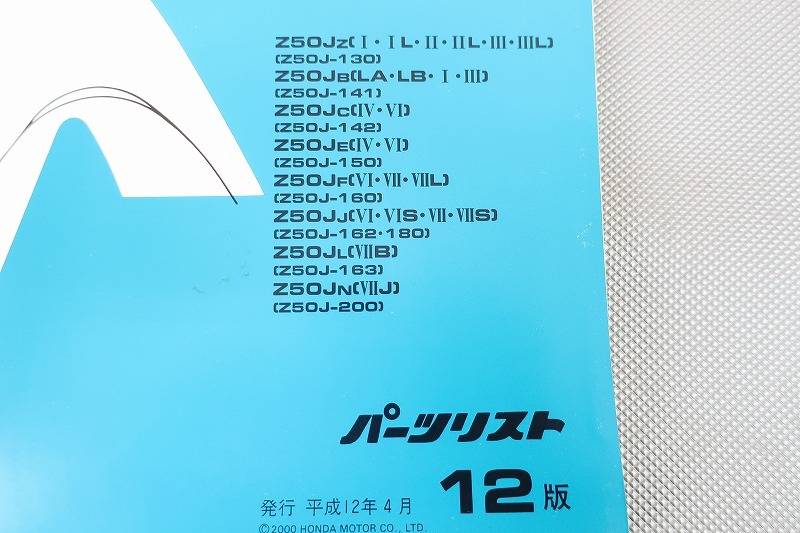 Z50JZ(Ⅰ・ⅠL・Ⅱ・ⅡL・Ⅲ・ⅢL)
(Z50J-130)
Z50JB(LA・LB・Ⅰ・Ⅲ)
(Z50J-141)
Z50JC(Ⅳ・Ⅵ)
(Z50J-142)
Z50JE(Ⅳ・Ⅵ)
(Z50J-150)
Z50JF(Ⅵ・Ⅶ・ⅦL)
(Z50J-160)
Z50JJ(Ⅵ・ⅥS・Ⅶ・ⅦS)
(Z50J-162・180)
Z50JL(ⅦB)
(Z50J-163)
Z50JN(ⅦJ)
(Z50J-200)
パーツリスト
12版
発行 平成12年4月
©2000 HONDA MOTOR CO., LTD.